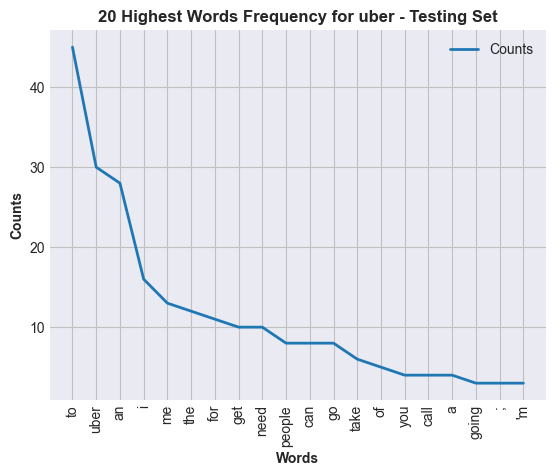 20 Highest Words Frequency for uber - Testing Set
Counts
Counts
40
30
20
10
to
uber
an
i
me
the
for
get
need
people
can
go
take
of
you
call
a
going
;
'm
Words